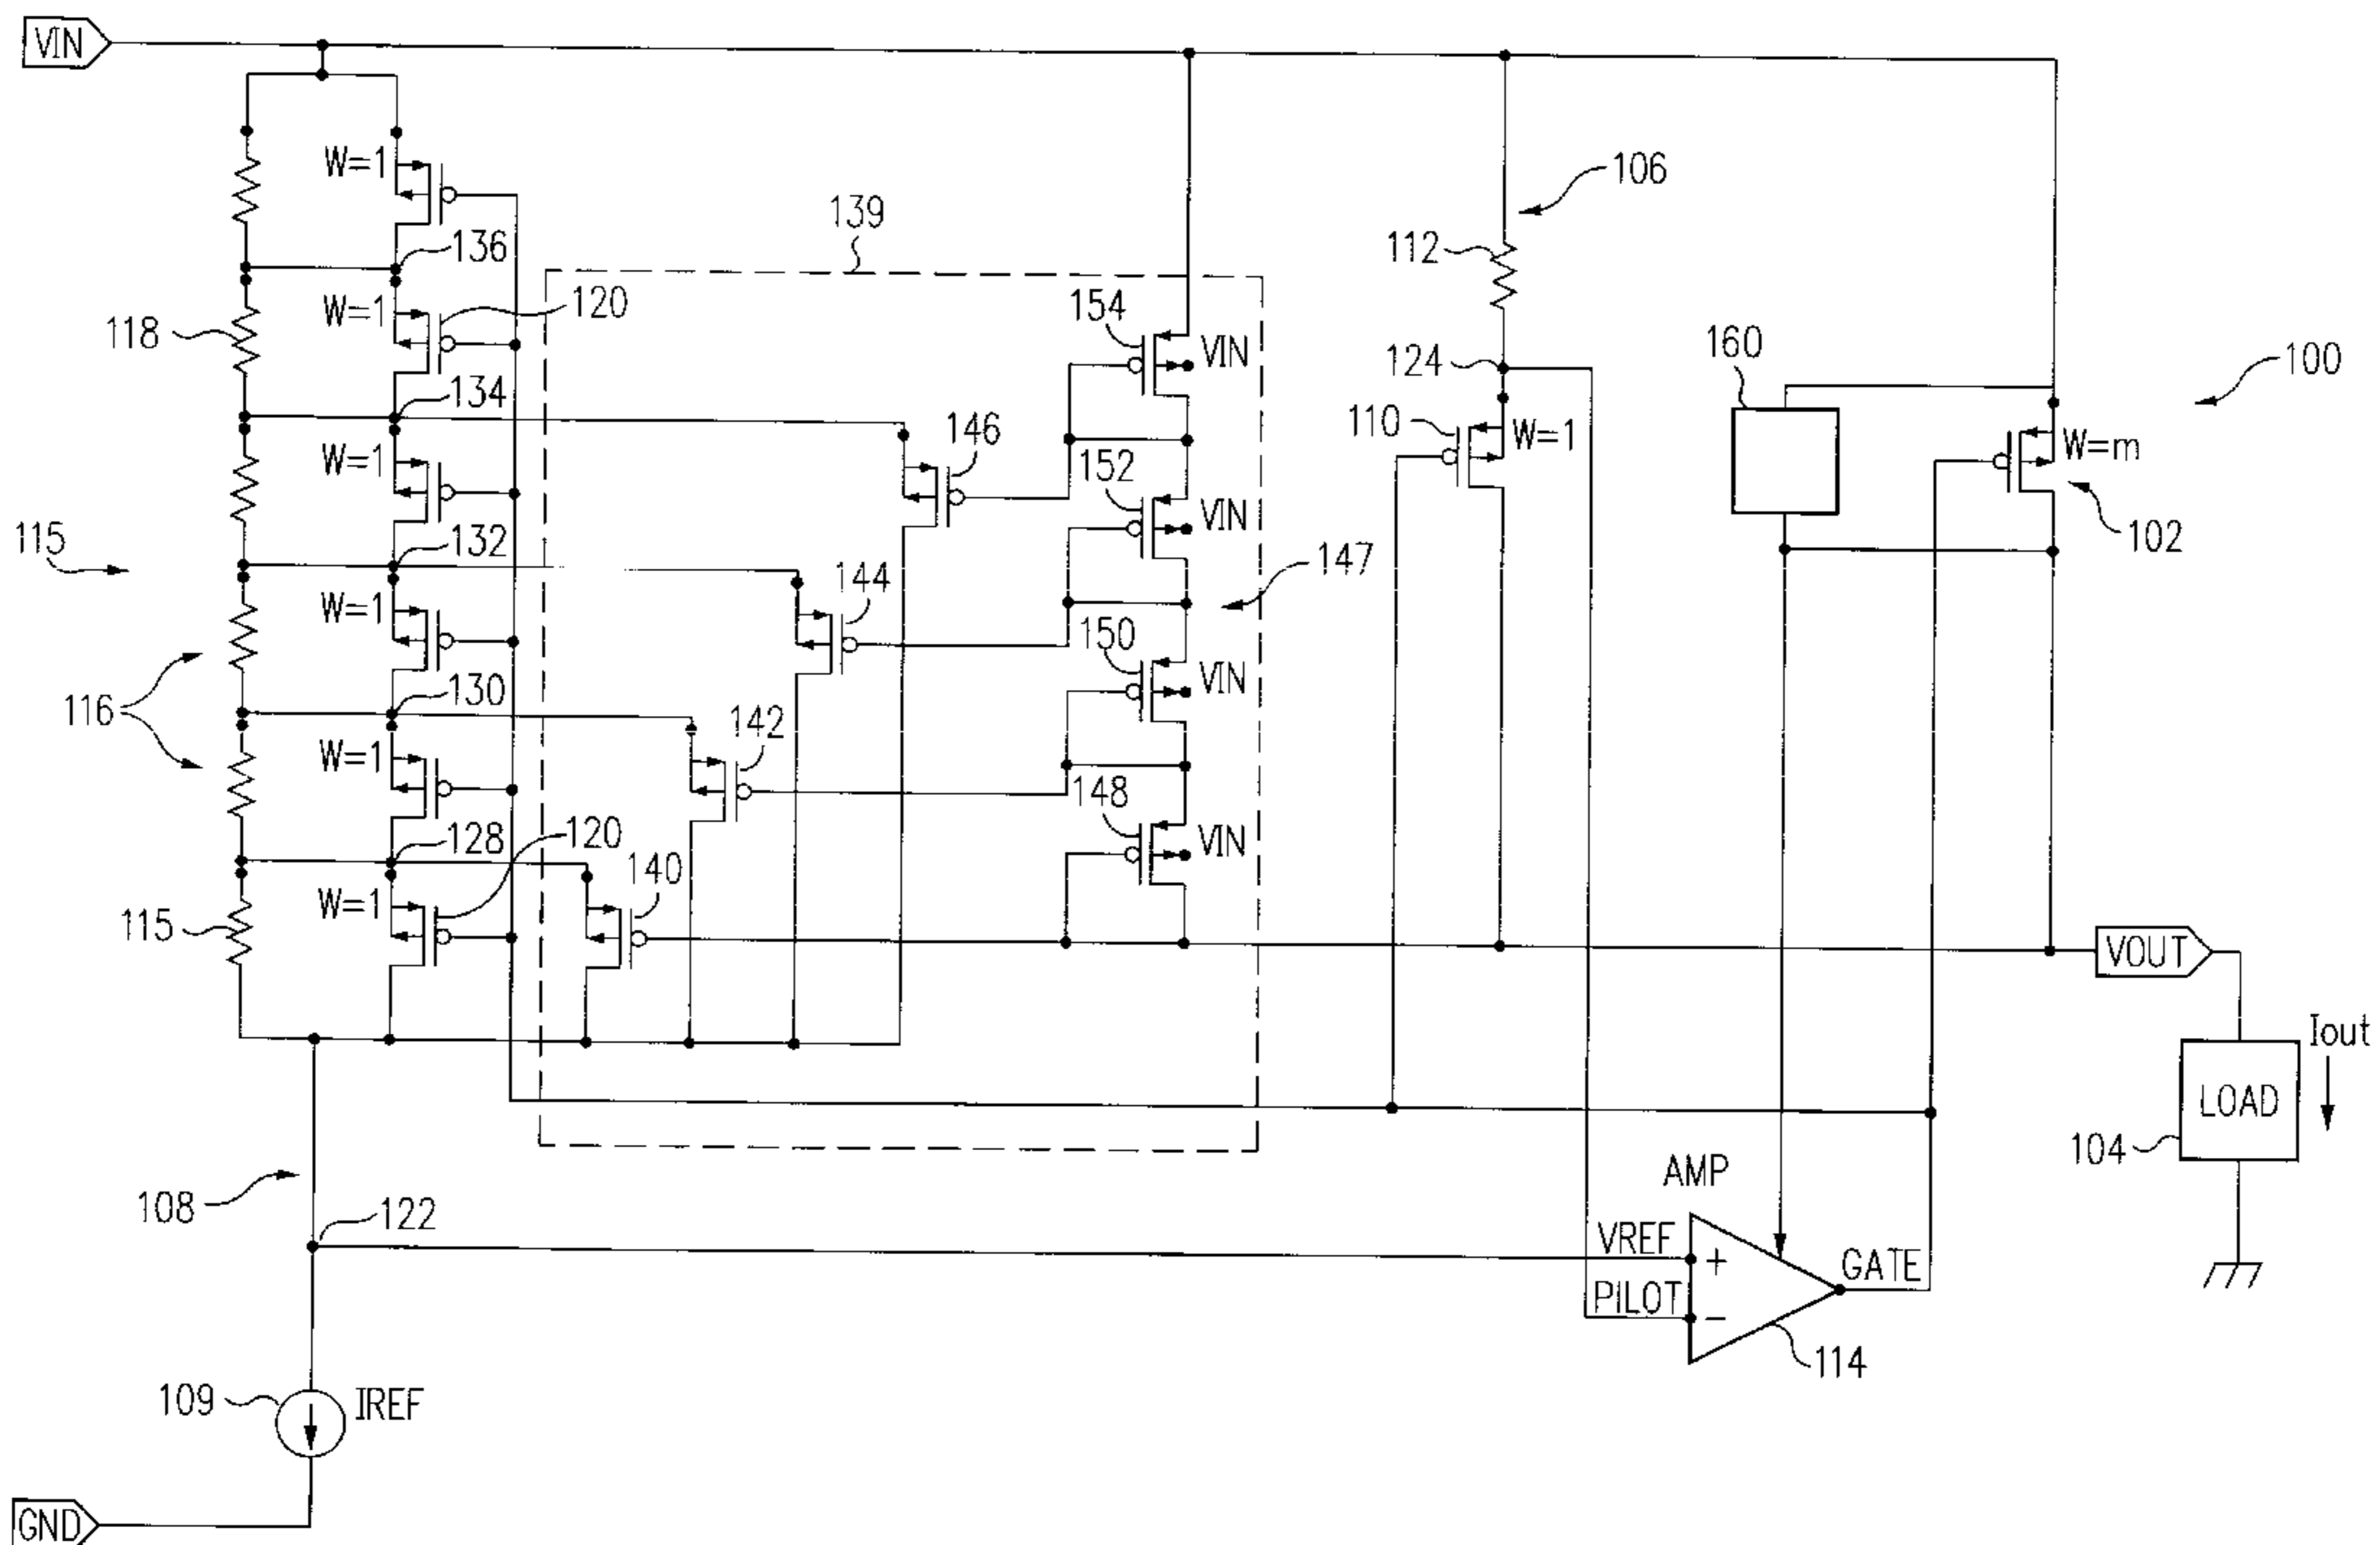 VIN
W=1
136
139
106
112
118
W=1
120
154
VIN
124
160
100
134
110
W=1
W=1
146
152
VIN
W=m
102
115
132
144
147
W=1
150
VIN
116
130
142
W=1
148
VIN
128
120
140
115
W=1
VOUT
Iout
LOAD
104
AMP
108
122
VREF
+
GATE
PILOT
−
114
109
IREF
GND